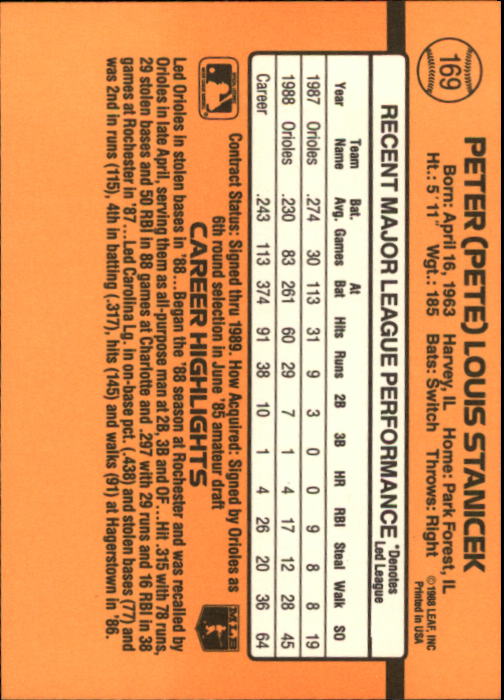 169
PETER (PETE) LOUIS STANICEK
Born: April 16, 1963 Harvey, IL Home: Park Forest, IL
Ht.: 5'11" Wgt.: 185 Bats: Switch Throws: Right
©1988 LEAF, INC
Printed in USA
RECENT MAJOR LEAGUE PERFORMANCE *Denotes Led League
Year Team Name Bat. Avg. Games At Bat Hits Runs 2B 3B HR RBI Steal Walk SO
1987 Orioles .274 30 113 31 9 3 0 0 9 8 8 19
1988 Orioles .230 83 261 60 29 7 1 4 17 12 28 45
Career .243 113 374 91 38 10 1 4 26 20 36 64
Contract Status: Signed thru 1989. How Acquired: Signed by Orioles as
6th round selection in June '85 amateur draft
MLB
CAREER HIGHLIGHTS
Led Orioles in stolen bases in '88...Began the '88 season at Rochester and was recalled by
Orioles in late April, serving them as all-purpose man at 2B, 3B and OF...Hit .315 with 78 runs,
29 stolen bases and 50 RBI in 88 games at Charlotte and .297 with 29 runs and 16 RBI in 38
games at Rochester in '87...Led Carolina Lg. in on-base pct. (.438) and stolen bases (77) and
was 2nd in runs (115), 4th in batting (.317), hits (145) and walks (91) at Hagerstown in '86.